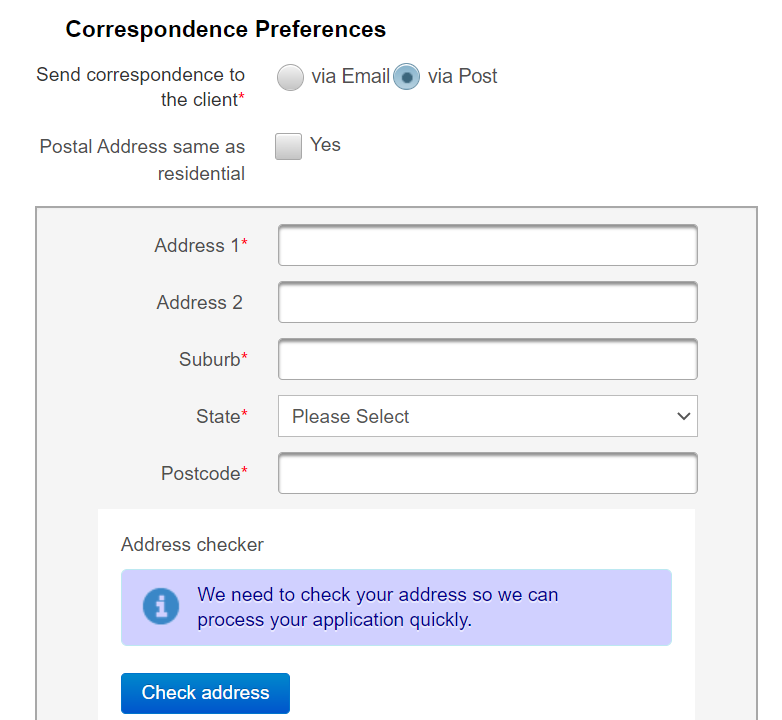 Correspondence Preferences
Send correspondence to
the client*
via Email
via Post
Postal Address same as
residential
Yes
Address 1*
Address 2
Suburb*
State*
Please Select
Postcode*
Address checker
We need to check your address so we can
process your application quickly.
Check address